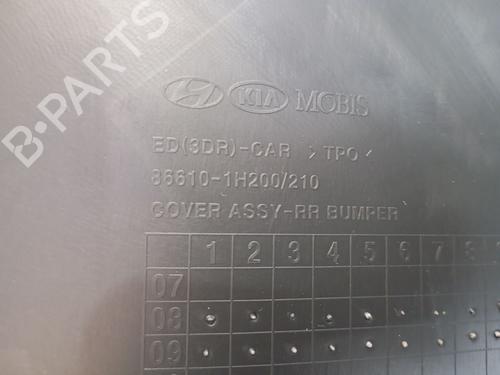 B-PARTS
KIA MOBIS
ED(3DR)-CAR >TPO<
86610-1H200/210
COVER ASSY-RR BUMPER
1 2 3 4 5 6 7 8
07
08
09